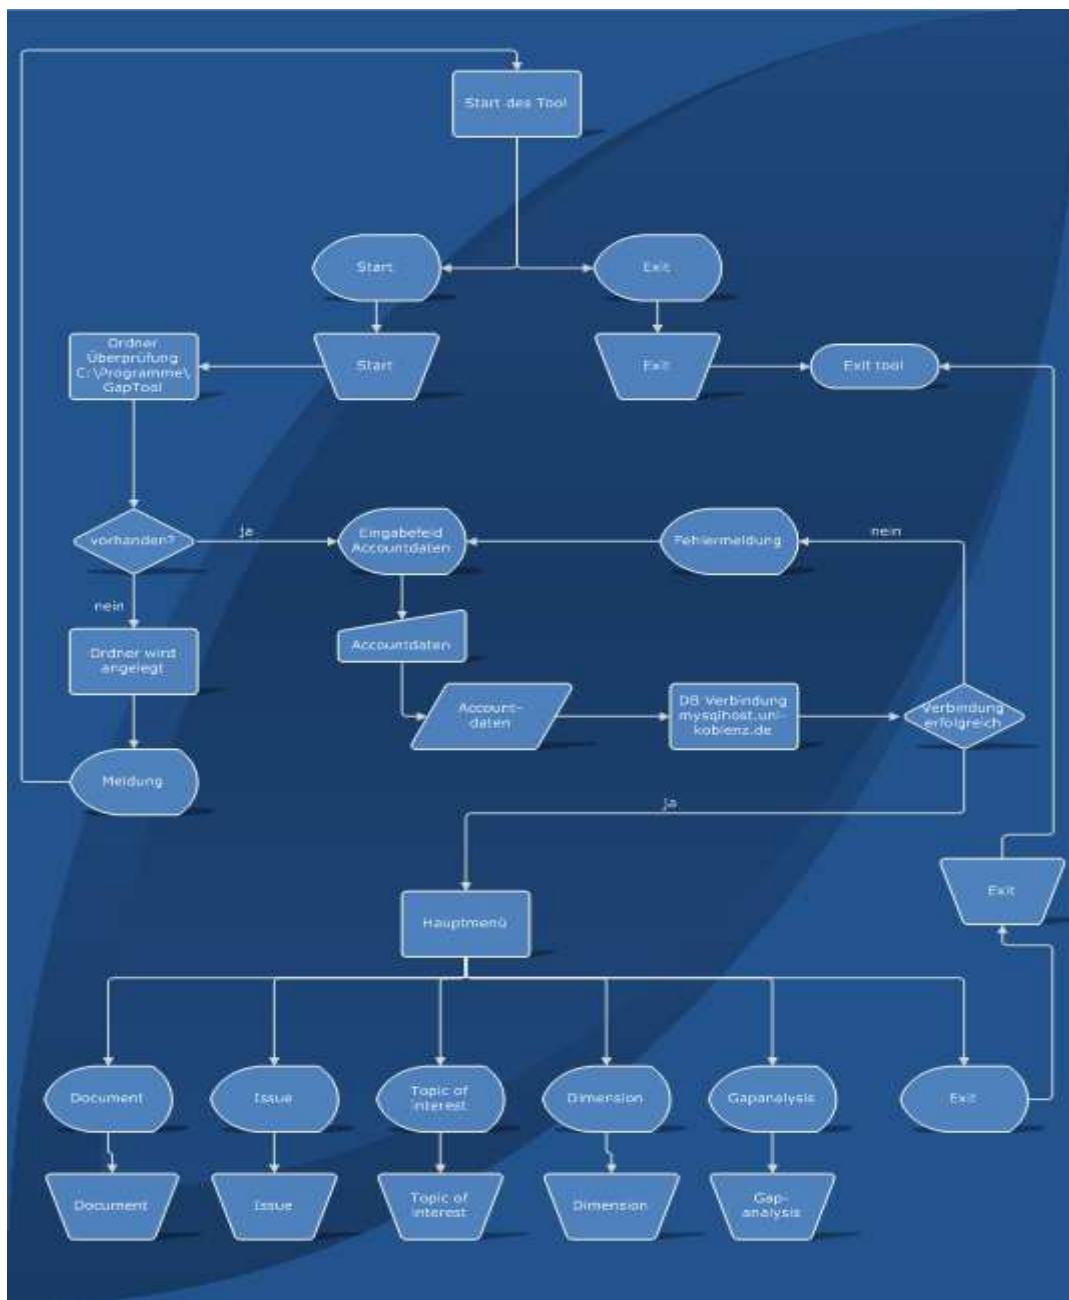 Start des Tool
Start
Exit
Ordner
Überprüfung
C:\Programme\
GapTool
Start
Exit
Exit tool
vorhanden?
ja
Eingabefeld
Accountdaten
Fehlermeldung
nein
nein
Ordner wird
angelegt
Accountdaten
Account-
daten
DB Verbindung
mysqlhost.uni-
koblenz.de
Verbindung
erfolgreich
Meldung
ja
Exit
Hauptmenü
Document
Issue
Topic of
interest
Dimension
Gapanalysis
Exit
Document
Issue
Topic of
interest
Dimension
Gap-
analysis